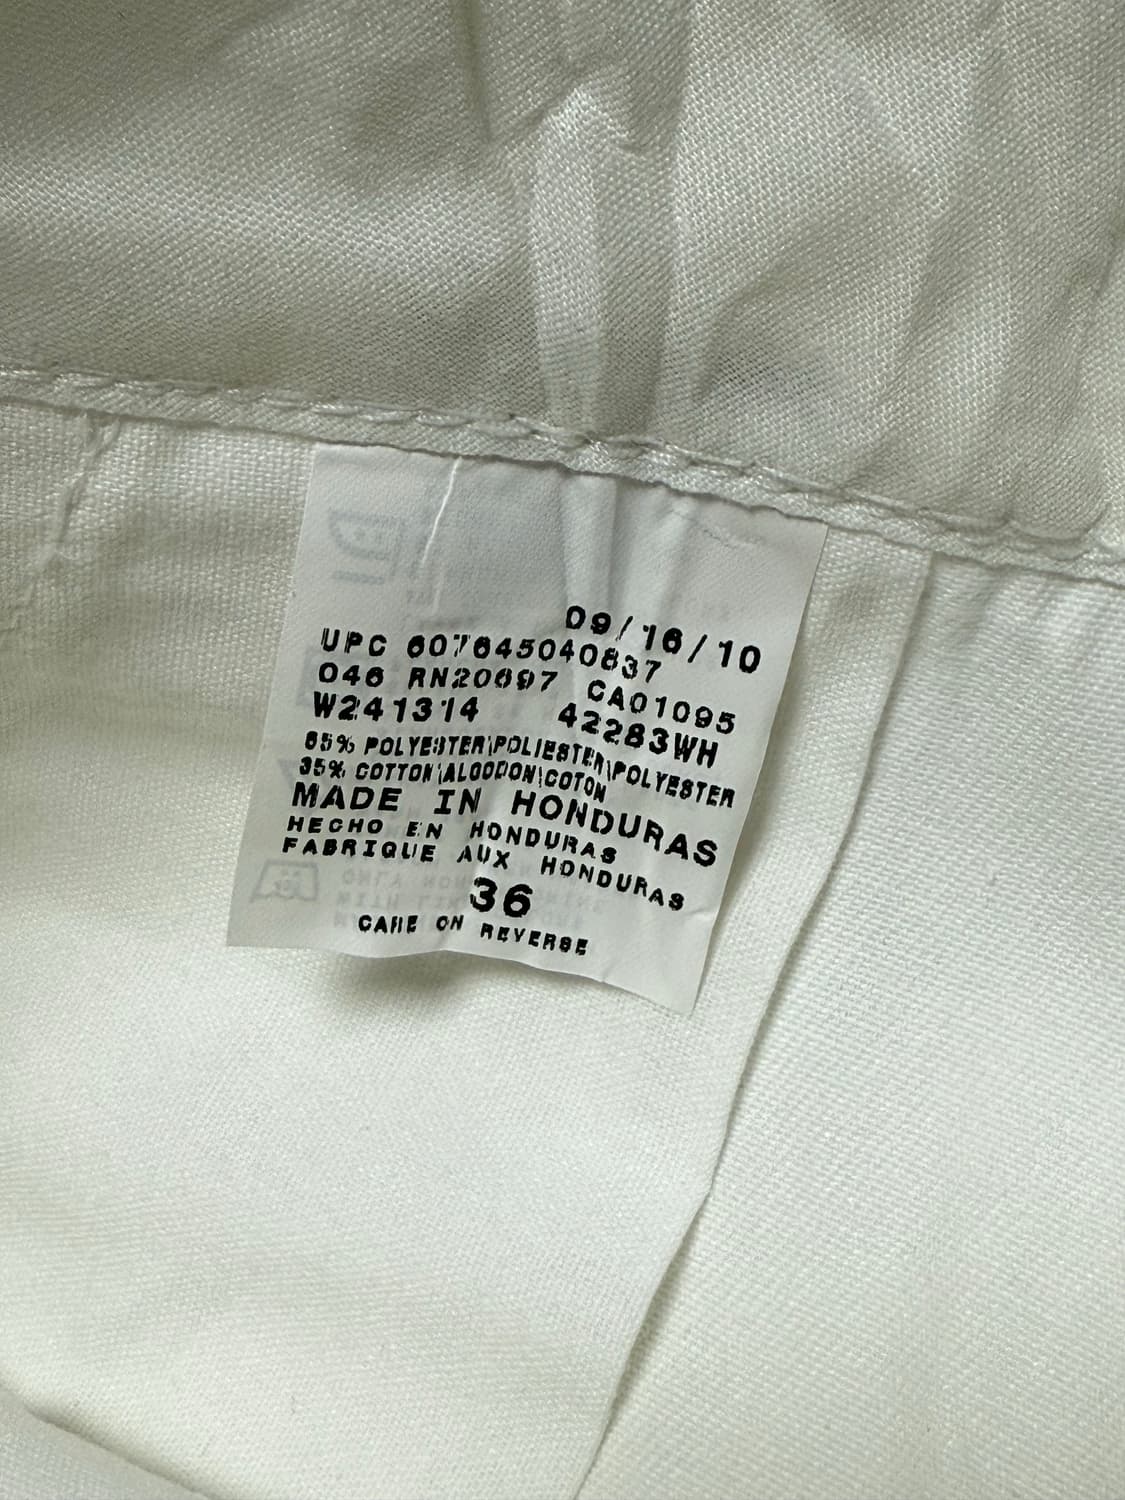 09/16/10
UPC 607645040837
046 RN20697 CA01095
W241314 42283WH
65% POLYESTER\POLIESTER\POLYESTER
35% COTTON\ALGODON\COTON
MADE IN HONDURAS
HECHO EN HONDURAS
FABRIQUE AUX HONDURAS
36
CARE ON REVERSE